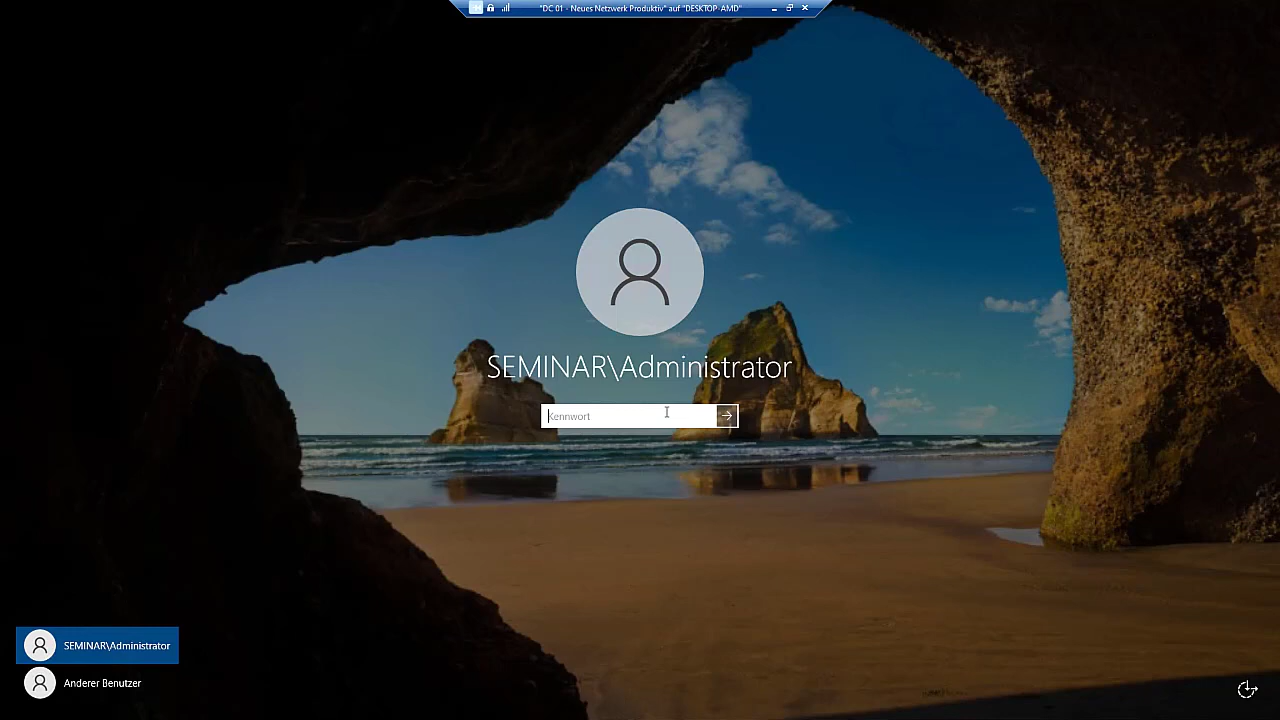 "DC 01 - Neues Netzwerk Produktiv" auf "DESKTOP-AMD"
SEMINAR\Administrator
Kennwort
SEMINAR\Administrator
Anderer Benutzer